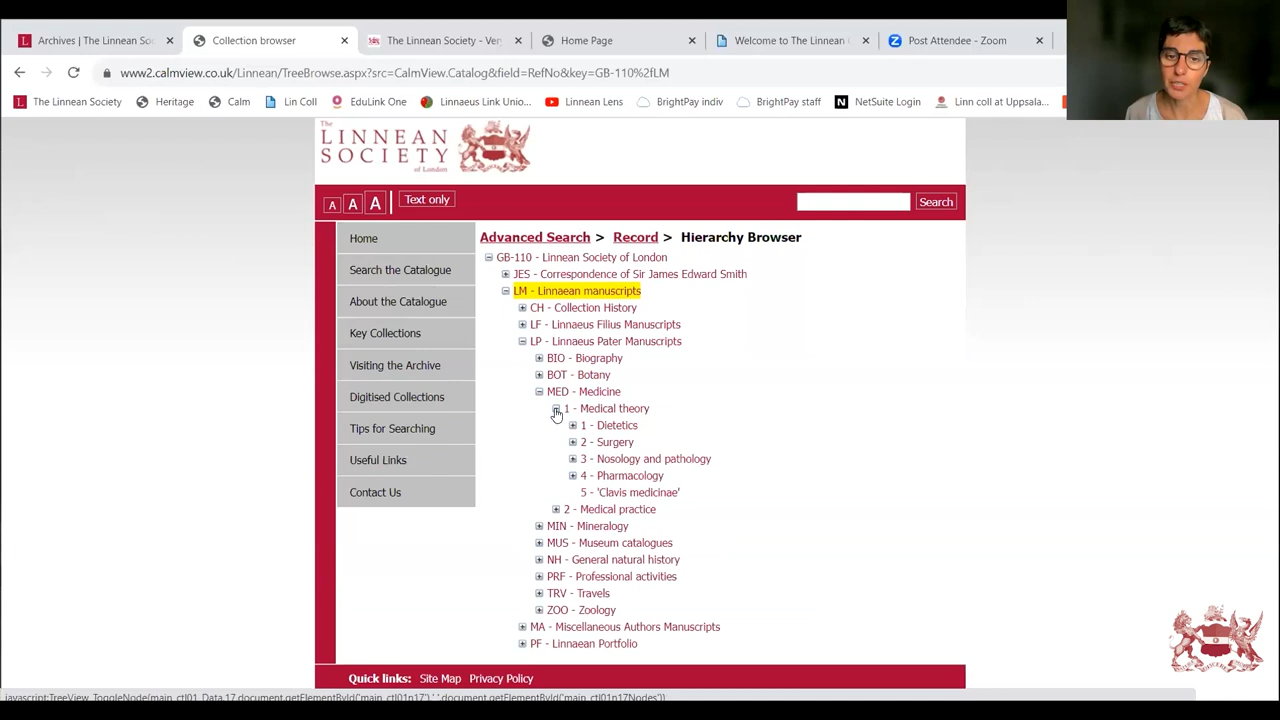 Archives | The Linnean Soc
Collection browser
The Linnean Society - Ver
Home Page
Welcome to The Linnean
Post Attendee - Zoom
www2.calmview.co.uk/Linnean/TreeBrowse.aspx?src=CalmView.Catalog&field=RefNo&key=GB-110%2fLM
The Linnean Society
Heritage
Calm
Lin Coll
EduLink One
Linnaeus Link Unio...
Linnean Lens
BrightPay indiv
BrightPay staff
NetSuite Login
Linn coll at Uppsala...
The
LINNEAN
SOCIETY
of London
A A A
Text only
Search
Home
Search the Catalogue
About the Catalogue
Key Collections
Visiting the Archive
Digitised Collections
Tips for Searching
Useful Links
Contact Us
Advanced Search > Record > Hierarchy Browser
GB-110 - Linnean Society of London
JES - Correspondence of Sir James Edward Smith
LM - Linnaean manuscripts
CH - Collection History
LF - Linnaeus Filius Manuscripts
LP - Linnaeus Pater Manuscripts
BIO - Biography
BOT - Botany
MED - Medicine
1 - Medical theory
1 - Dietetics
2 - Surgery
3 - Nosology and pathology
4 - Pharmacology
5 - 'Clavis medicinae'
2 - Medical practice
MIN - Mineralogy
MUS - Museum catalogues
NH - General natural history
PRF - Professional activities
TRV - Travels
ZOO - Zoology
MA - Miscellaneous Authors Manuscripts
PF - Linnaean Portfolio
Quick links: Site Map Privacy Policy